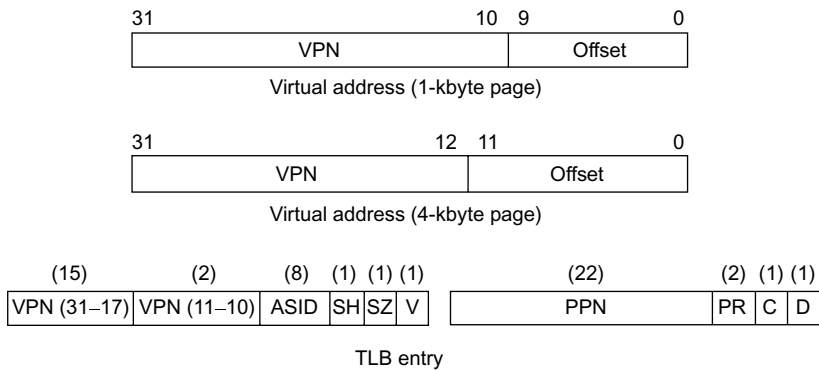 31 10 9 0
VPN Offset
Virtual address (1-kbyte page)
31 12 11 0
VPN Offset
Virtual address (4-kbyte page)
(15) (2) (8) (1) (1) (1) (22) (2) (1) (1)
VPN (31–17) VPN (11–10) ASID SH SZ V PPN PR C D
TLB entry